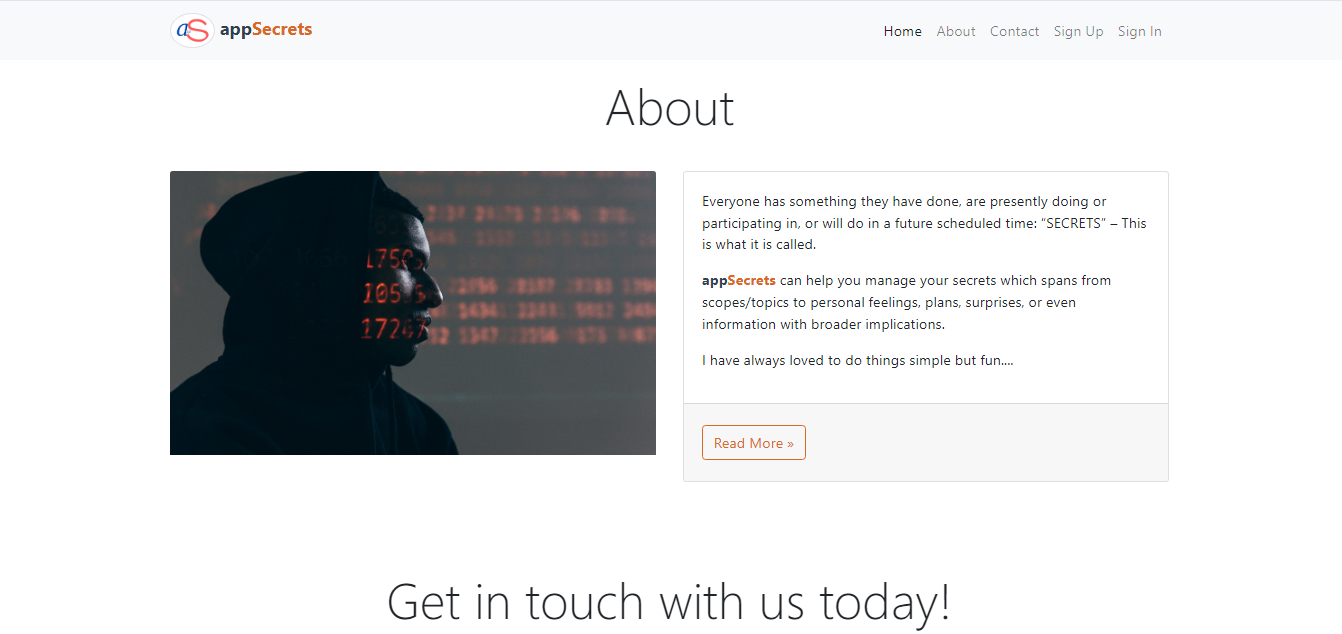 aS appSecrets
Home About Contact Sign Up Sign In
About
17505
10545
17247
Everyone has something they have done, are presently doing or
participating in, or will do in a future scheduled time: “SECRETS” – This
is what it is called.
appSecrets can help you manage your secrets which spans from
scopes/topics to personal feelings, plans, surprises, or even
information with broader implications.
I have always loved to do things simple but fun....
Read More »
Get in touch with us today!